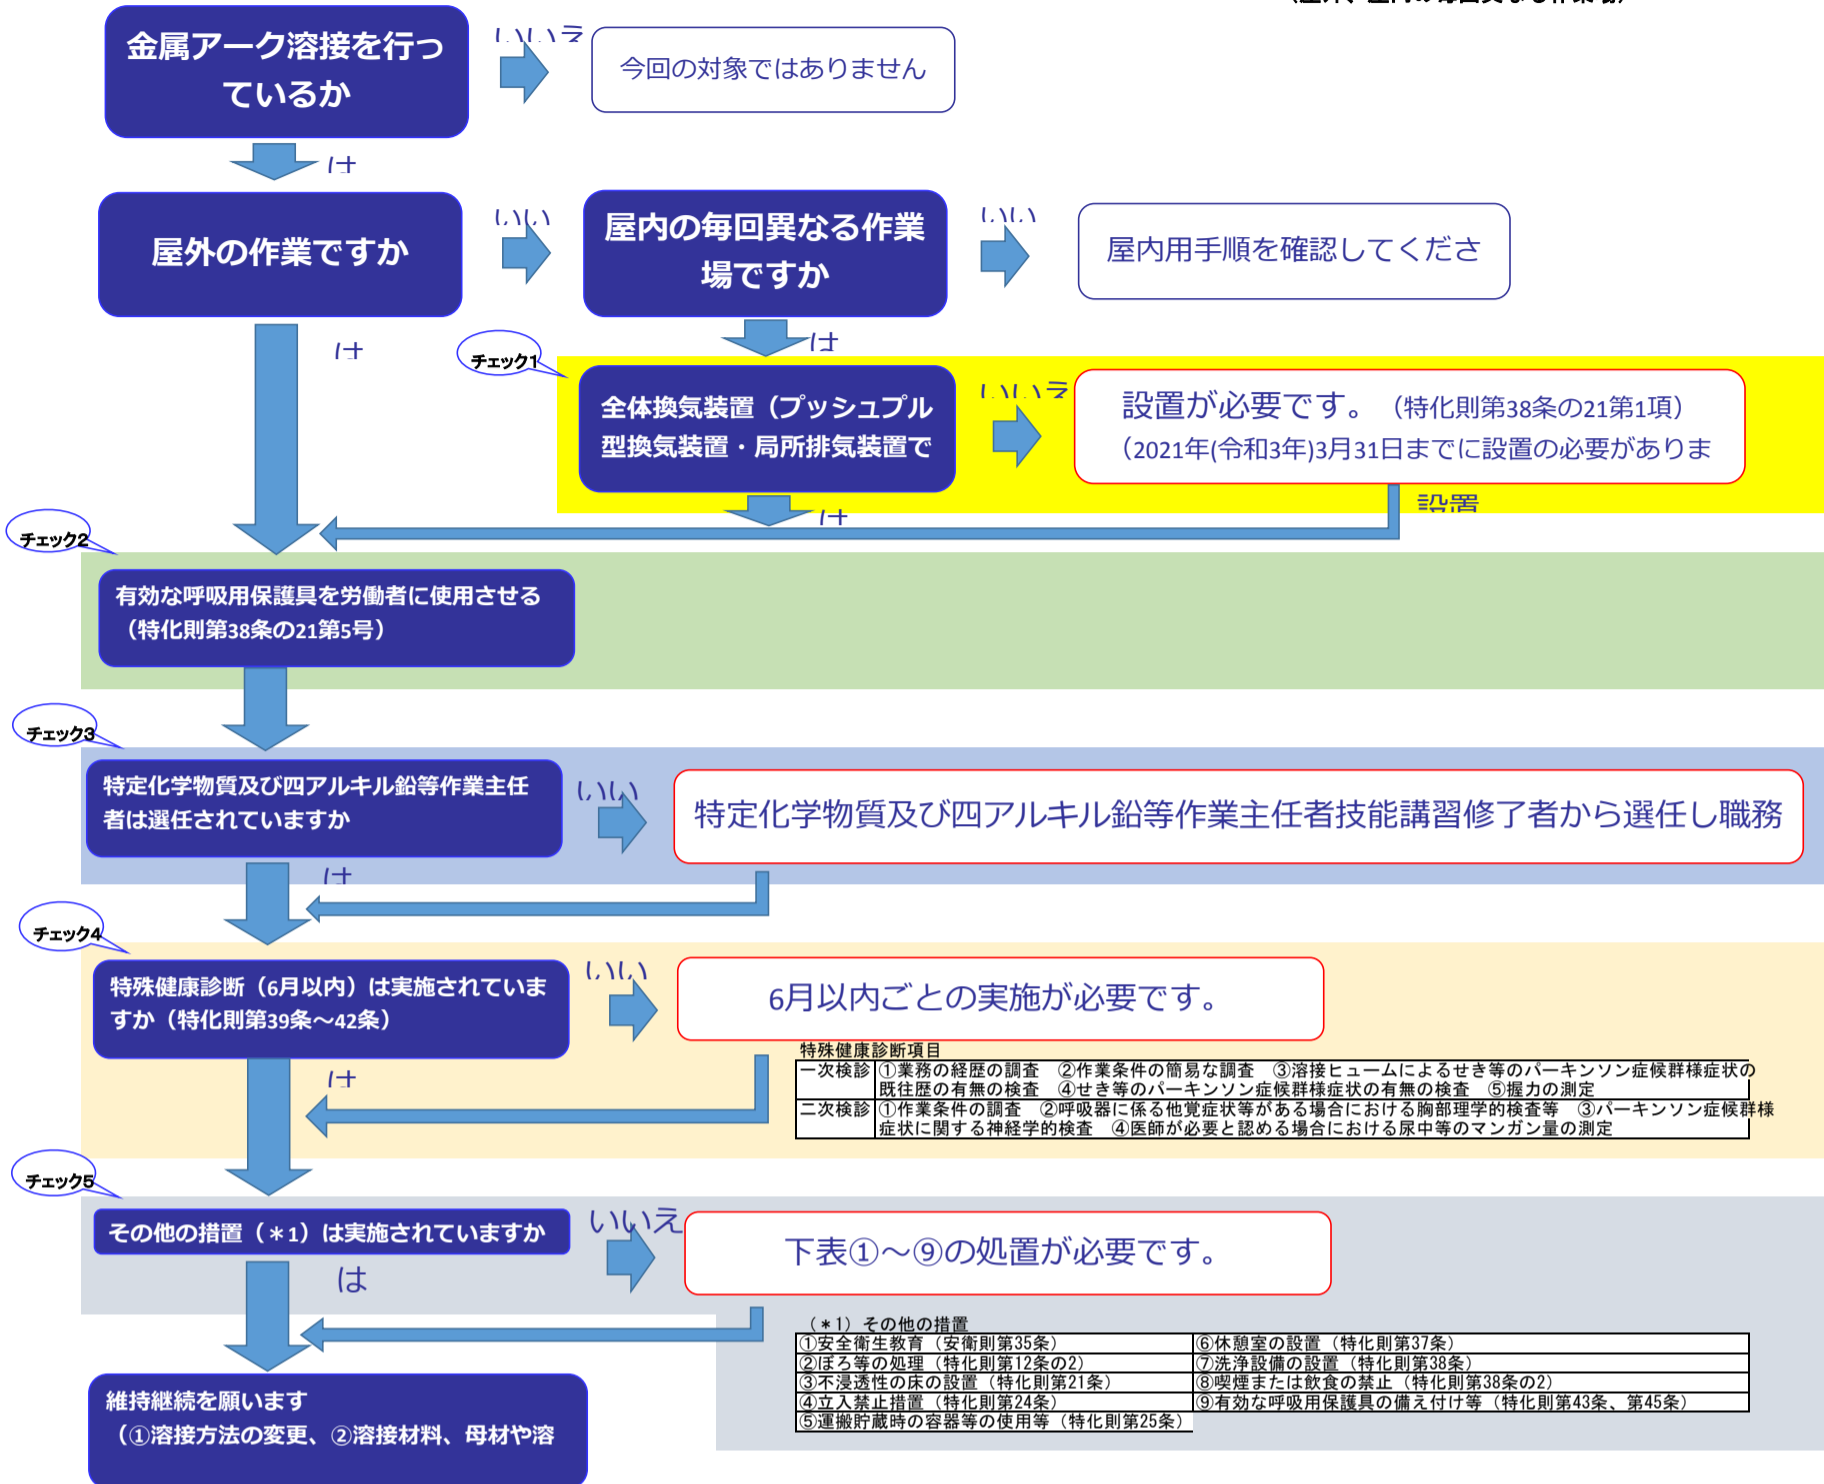 金属アーク溶接を行っ
ているか
いいえ
今回の対象ではありません
は
屋外の作業ですか
いい
屋内の毎回異なる作業
場ですか
いい
屋内用手順を確認してくださ
は
は
チェック1
全体換気装置（プッシュプル
型換気装置・局所排気装置で
いいえ
設置が必要です。（特化則第38条の21第1項）
（2021年(令和3年)3月31日までに設置の必要がありま
は
設置
チェック2
有効な呼吸用保護具を労働者に使用させる
（特化則第38条の21第5号）
チェック3
特定化学物質及び四アルキル鉛等作業主任
者は選任されていますか
いい
特定化学物質及び四アルキル鉛等作業主任者技能講習修了者から選任し職務
は
チェック4
特殊健康診断（6月以内）は実施されていま
すか（特化則第39条～42条）
いい
6月以内ごとの実施が必要です。
は
特殊健康診断項目
一次検診 ①業務の経歴の調査　②作業条件の簡易な調査　③溶接ヒュームによるせき等のパーキンソン症候群様症状の
既往歴の有無の検査　④せき等のパーキンソン症候群様症状の有無の検査　⑤握力の測定
二次検診 ①作業条件の調査　②呼吸器に係る他覚症状等がある場合における胸部理学的検査等　③パーキンソン症候群様
症状に関する神経学的検査　④医師が必要と認める場合における尿中等のマンガン量の測定
チェック5
その他の措置（＊1）は実施されていますか
いいえ
下表①～⑨の処置が必要です。
は
（＊1）その他の措置
①安全衛生教育（安衛則第35条）
⑥休憩室の設置（特化則第37条）
②ぼろ等の処理（特化則第12条の2）
⑦洗浄設備の設置（特化則第38条）
③不浸透性の床の設置（特化則第21条）
⑧喫煙または飲食の禁止（特化則第38条の2）
④立入禁止措置（特化則第24条）
⑨有効な呼吸用保護具の備え付け等（特化則第43条、第45条）
⑤運搬貯蔵時の容器等の使用等（特化則第25条）
維持継続を願います
（①溶接方法の変更、②溶接材料、母材や溶